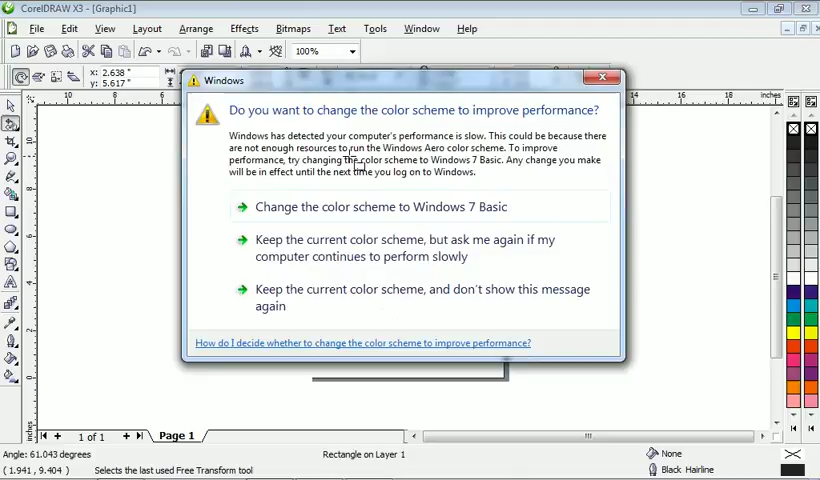 CorelDRAW X3 - [Graphic1]
File Edit View Layout Arrange Effects Bitmaps Text Tools Window Help
100%
x: 2.638 "
y: 5.617 "
Windows
10 8 6 18 inches
Do you want to change the color scheme to improve performance?
Windows has detected your computer's performance is slow. This could be because there
are not enough resources to run the Windows Aero color scheme. To improve
performance, try changing the color scheme to Windows 7 Basic. Any change you make
will be in effect until the next time you log on to Windows.
Change the color scheme to Windows 7 Basic
Keep the current color scheme, but ask me again if my
computer continues to perform slowly
Keep the current color scheme, and don't show this message
again
How do I decide whether to change the color scheme to improve performance?
10
8
6
4
2
0
inches
1 of 1 Page 1
Angle: 61.043 degrees Rectangle on Layer 1 None
(1.941, 9.404) Selects the last used Free Transform tool Black Hairline